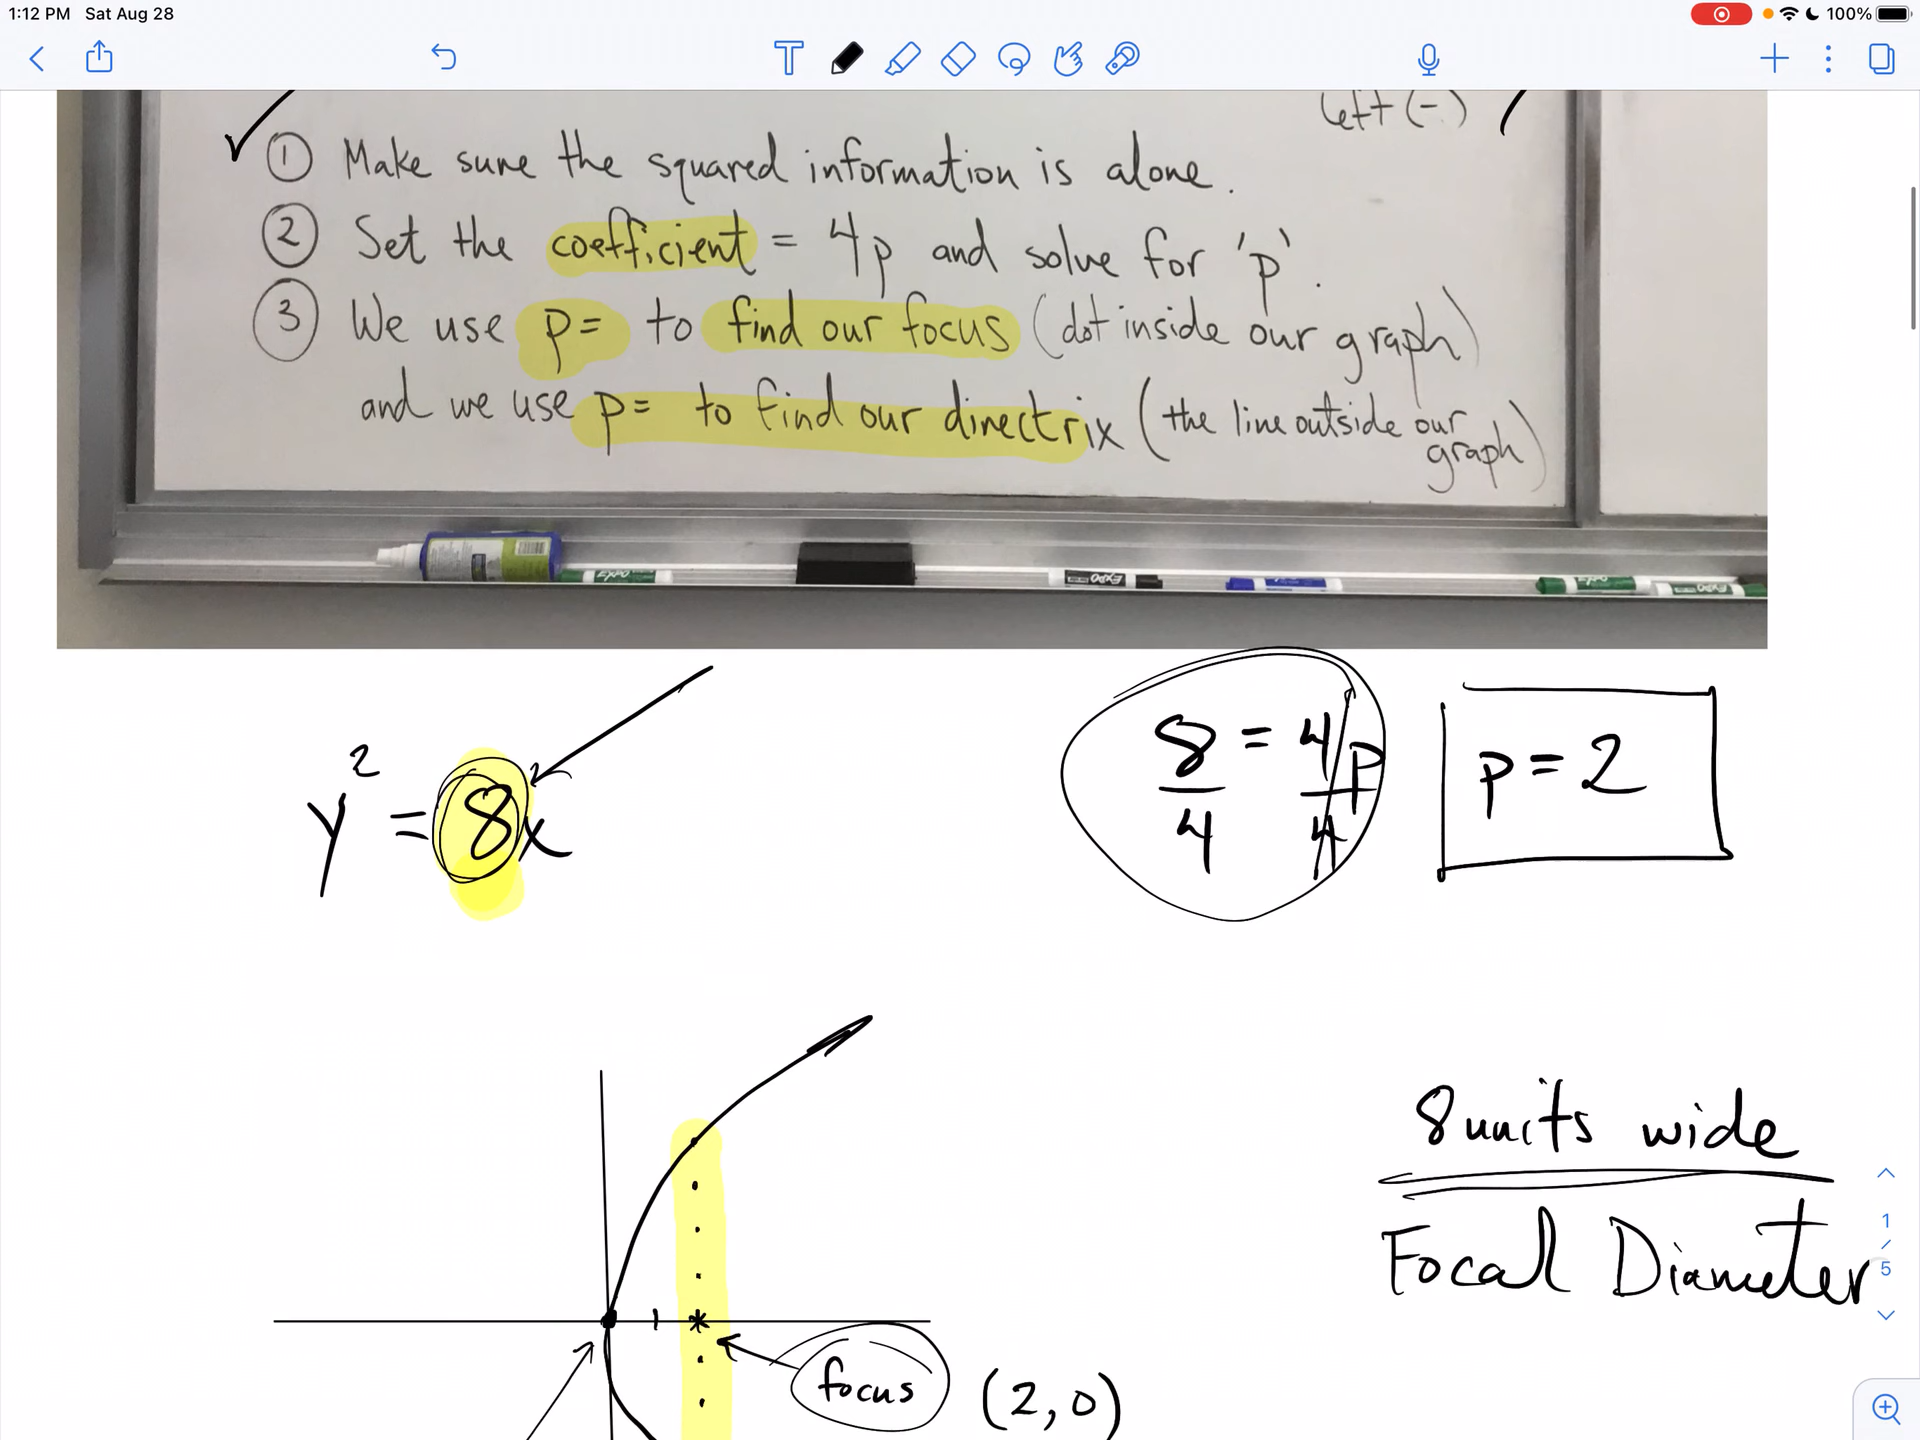 1:12 PM Sat Aug 28
100%
left (-)
1 Make sure the squared information is alone.
2 Set the coefficient = 4p and solve for 'p'.
3 We use p= to find our focus (dot inside our graph)
and we use p= to find our directrix (the line outside our
graph)
EXPO
EXPO
EXPO
EXPO
y² = 8x
8/4 = 4p/4
p = 2
8 units wide
Focal Diameter
1
/
5
1
focus (2, 0)